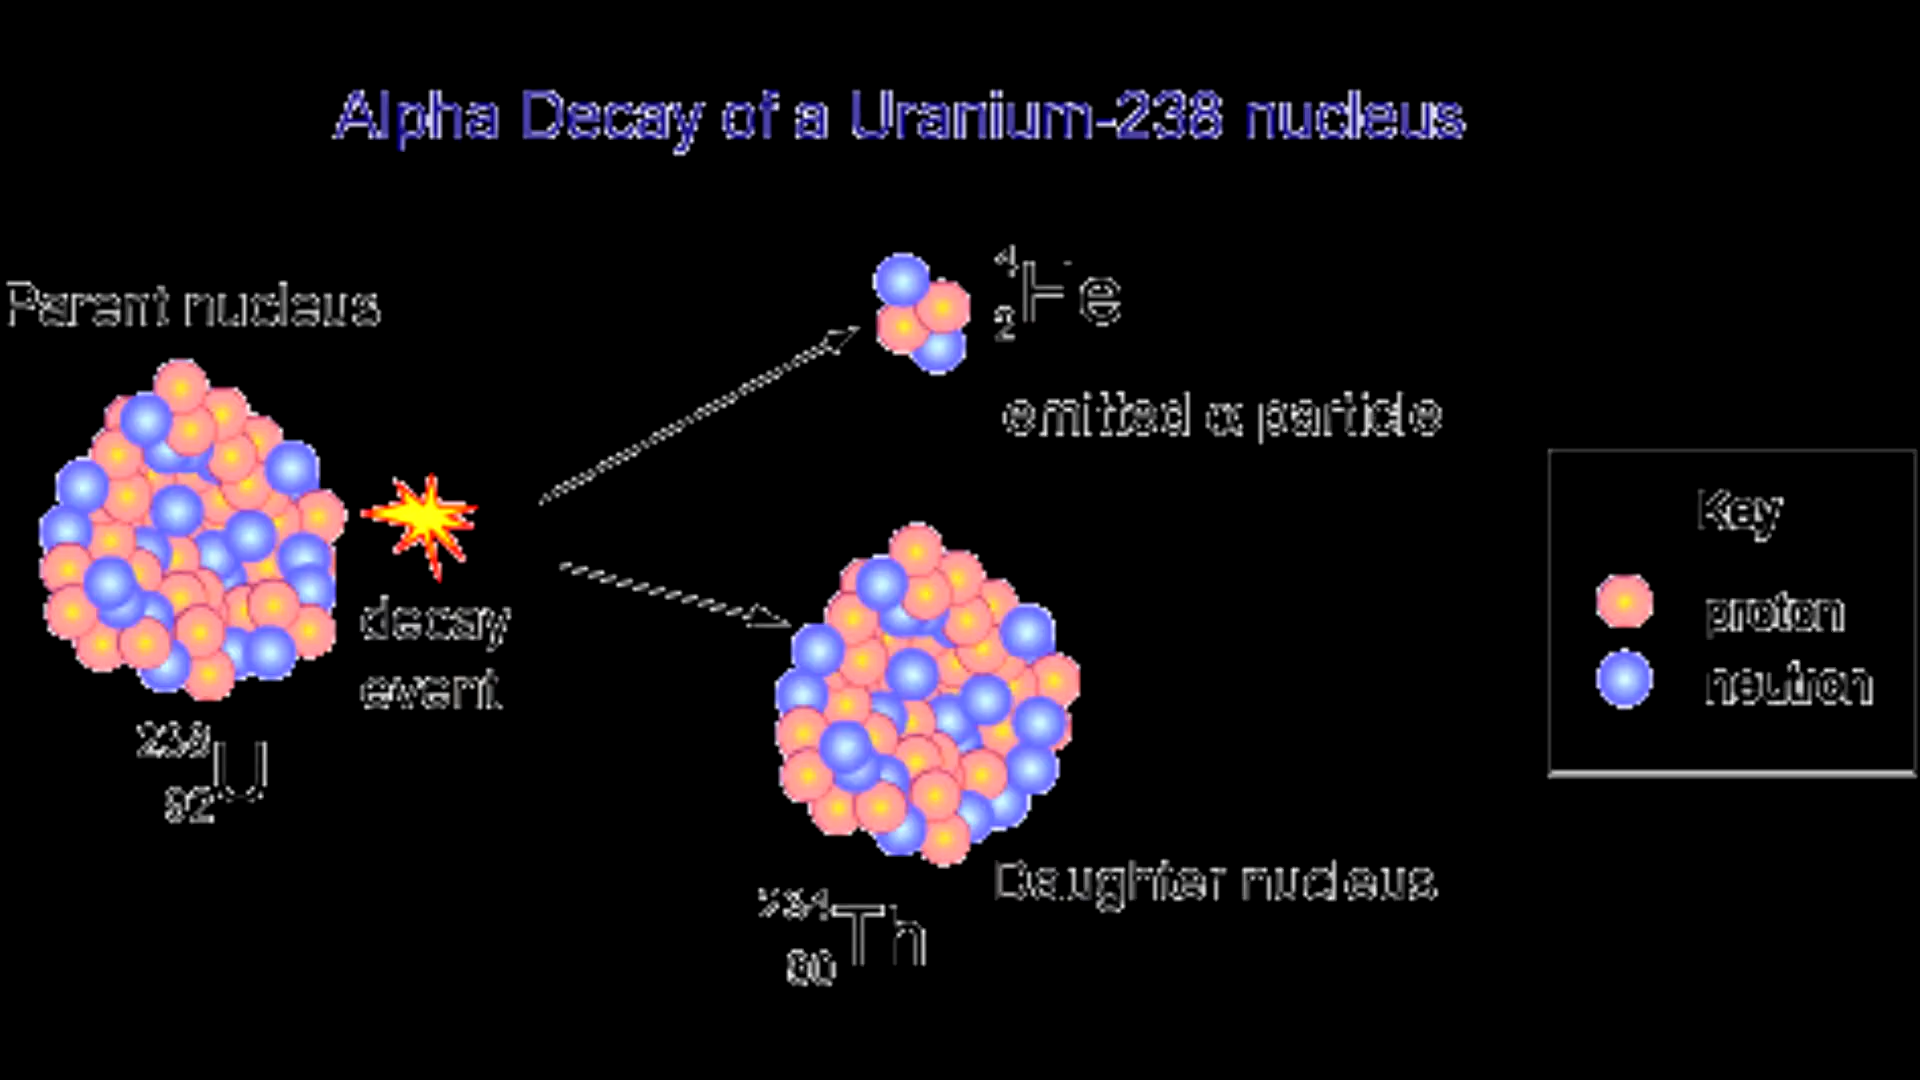 Alpha Decay of a Uranium-238 nucleus
Parent nucleus
4
2He
emitted α particle
Key
proton
neutron
decay
event
238
92U
Daughter nucleus
234
90Th